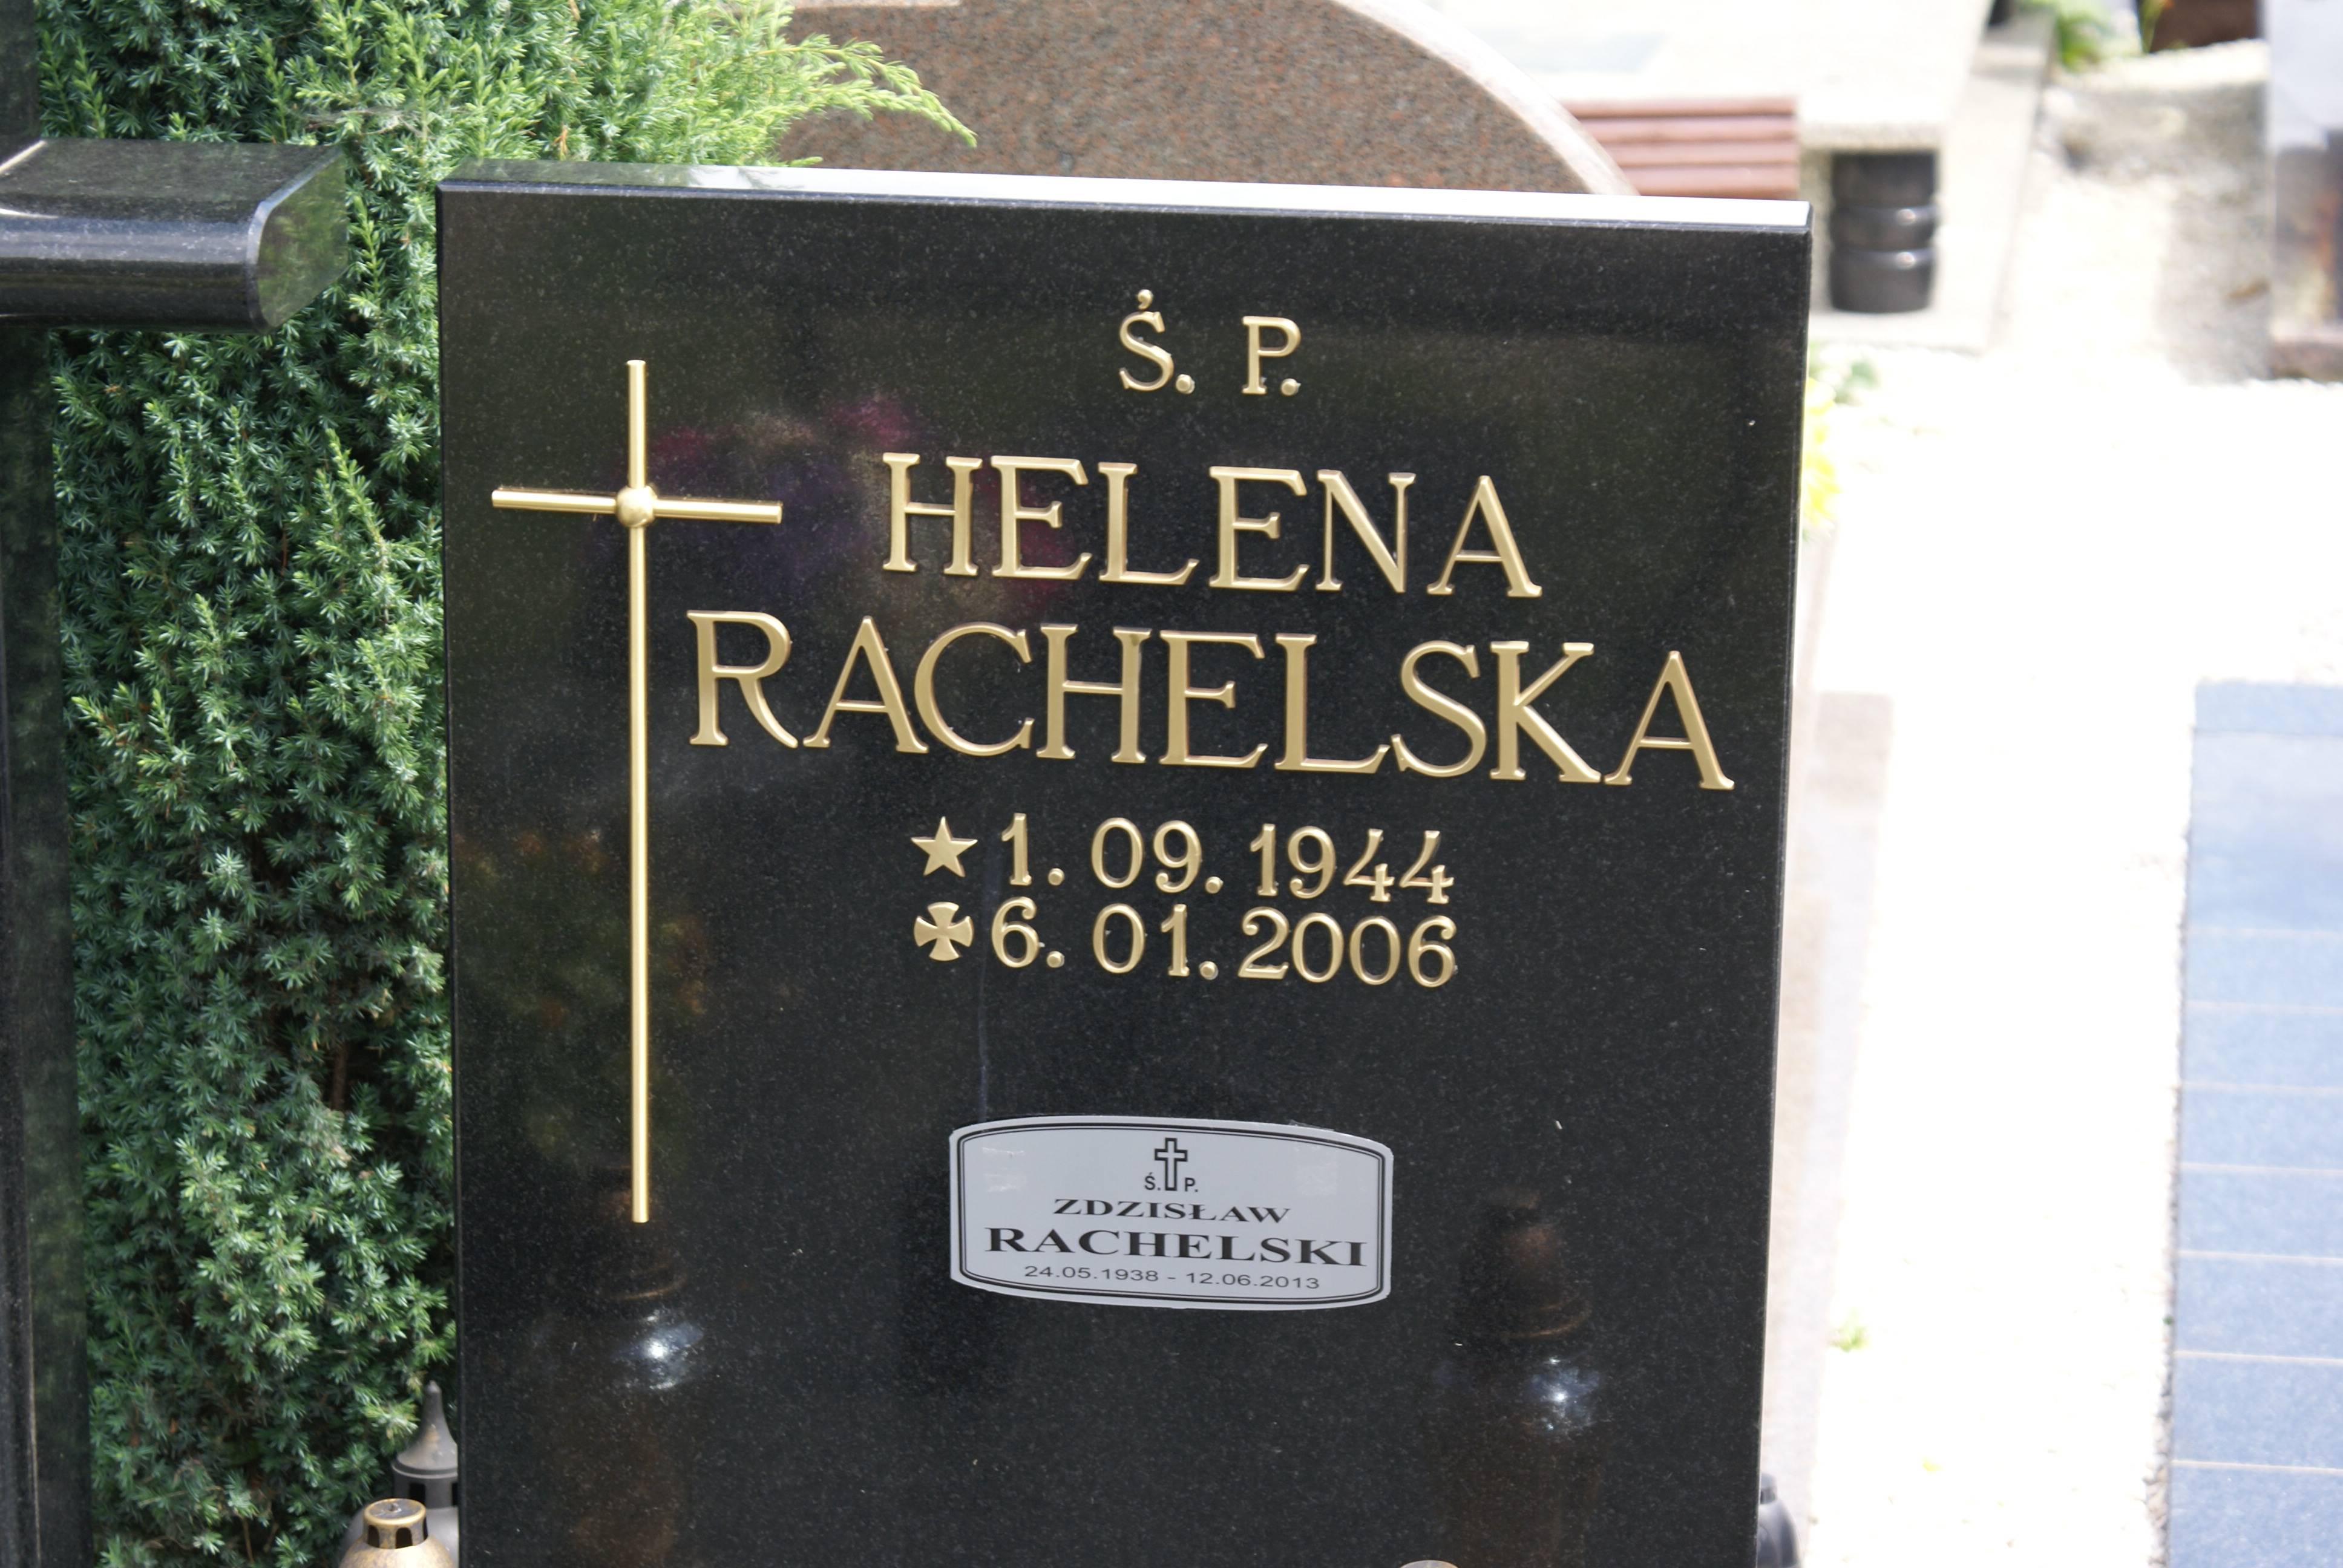 Ś. P.
HELENA
RACHELSKA
★ 1. 09. 1944
✠ 6. 01. 2006
Ś. P.
ZDZISŁAW
RACHELSKI
24.05.1938 - 12.06.2013